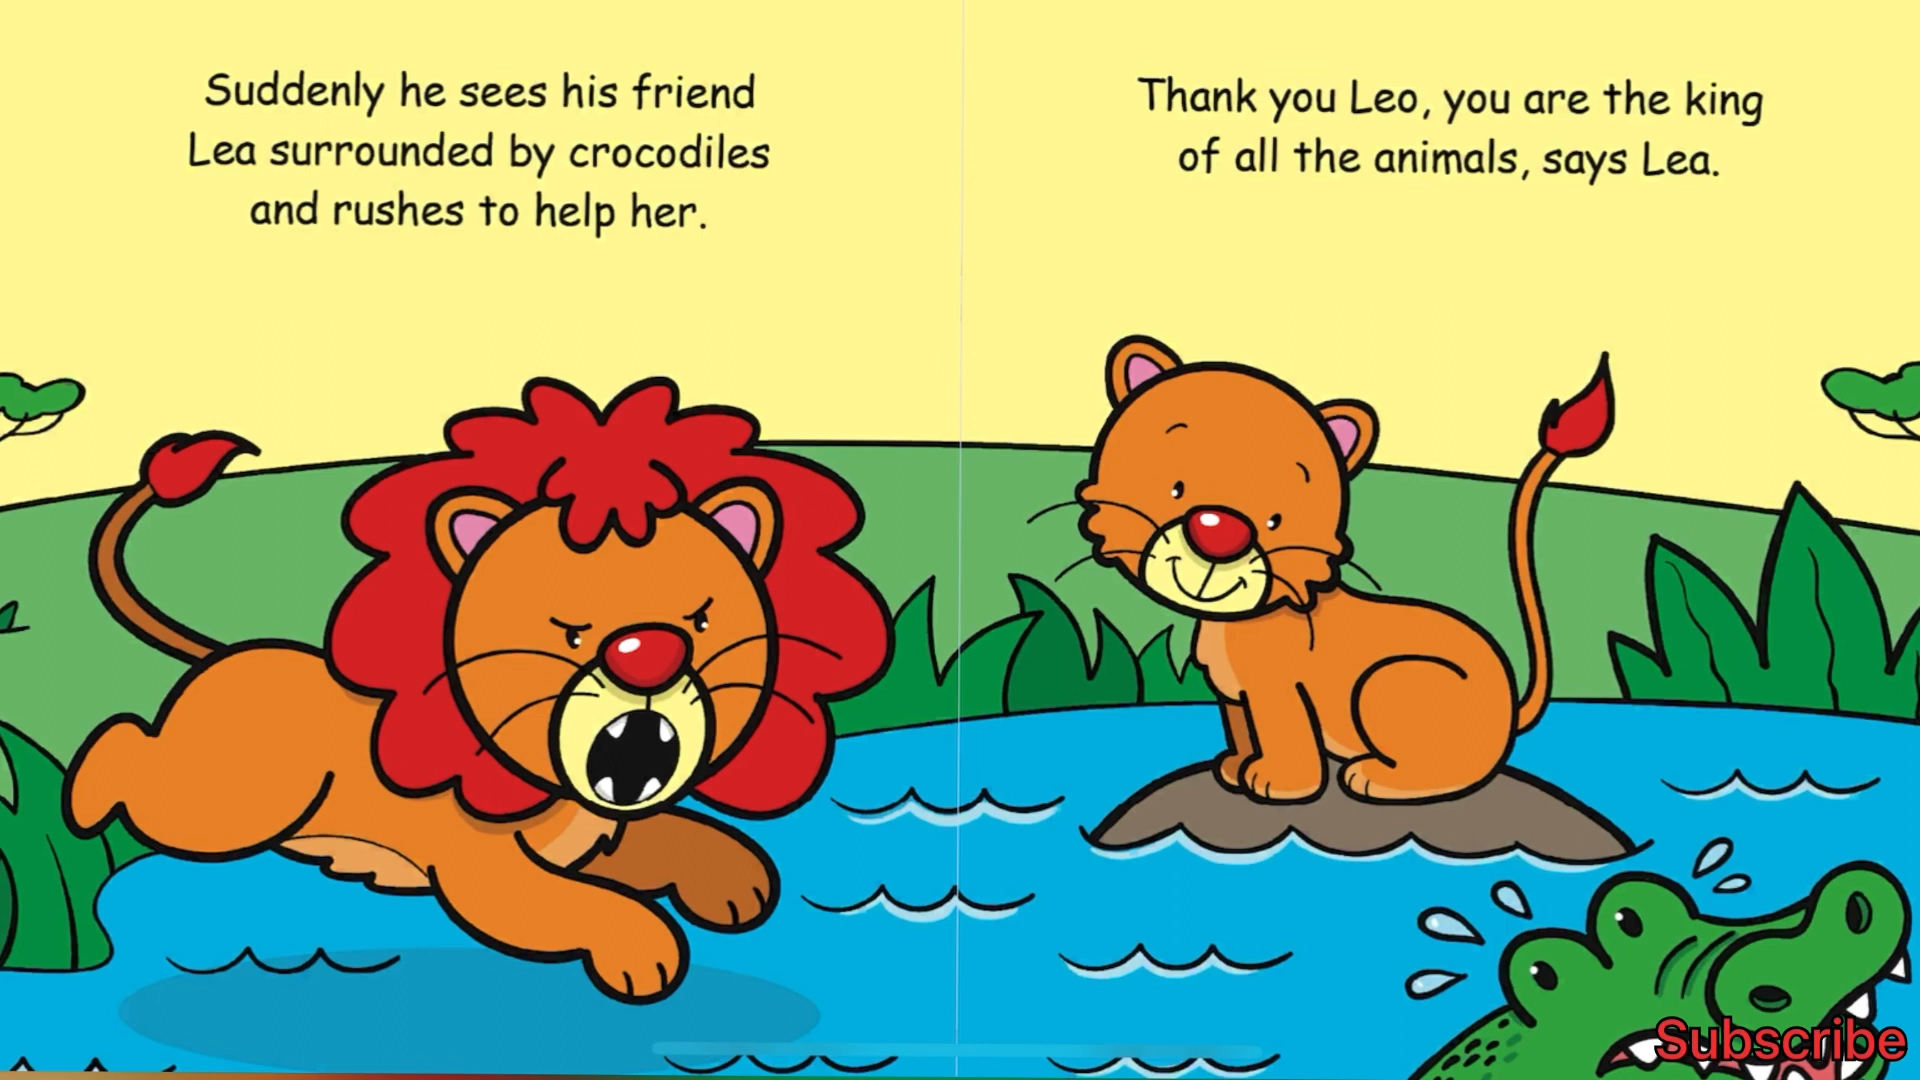 Suddenly he sees his friend
Lea surrounded by crocodiles
and rushes to help her.
Thank you Leo, you are the king
of all the animals, says Lea.
Subscribe